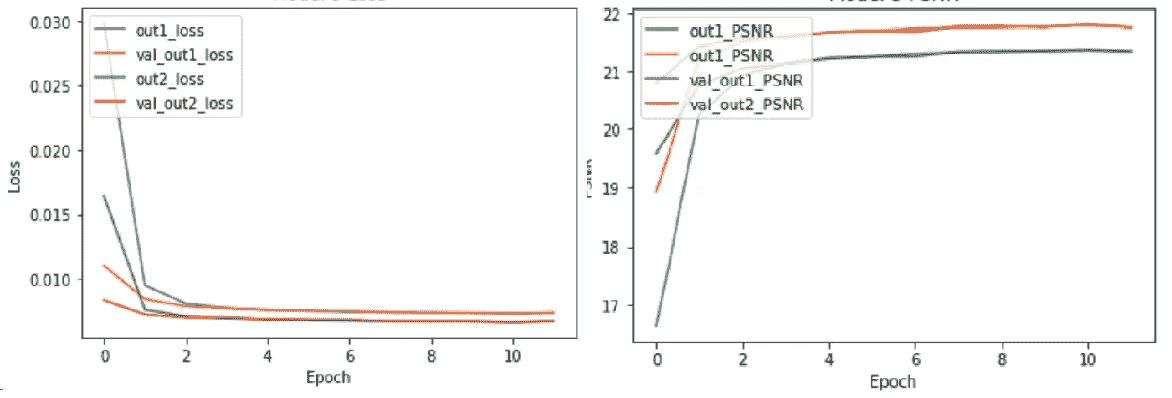 0.030
0.025
0.020
0.015
0.010
Loss
out1_loss
val_out1_loss
out2_loss
val_out2_loss
0 2 4 6 8 10
Epoch
22
21
20
19
18
17
out1_PSNR
out1_PSNR
val_out1_PSNR
val_out2_PSNR
0 2 4 6 8 10
Epoch